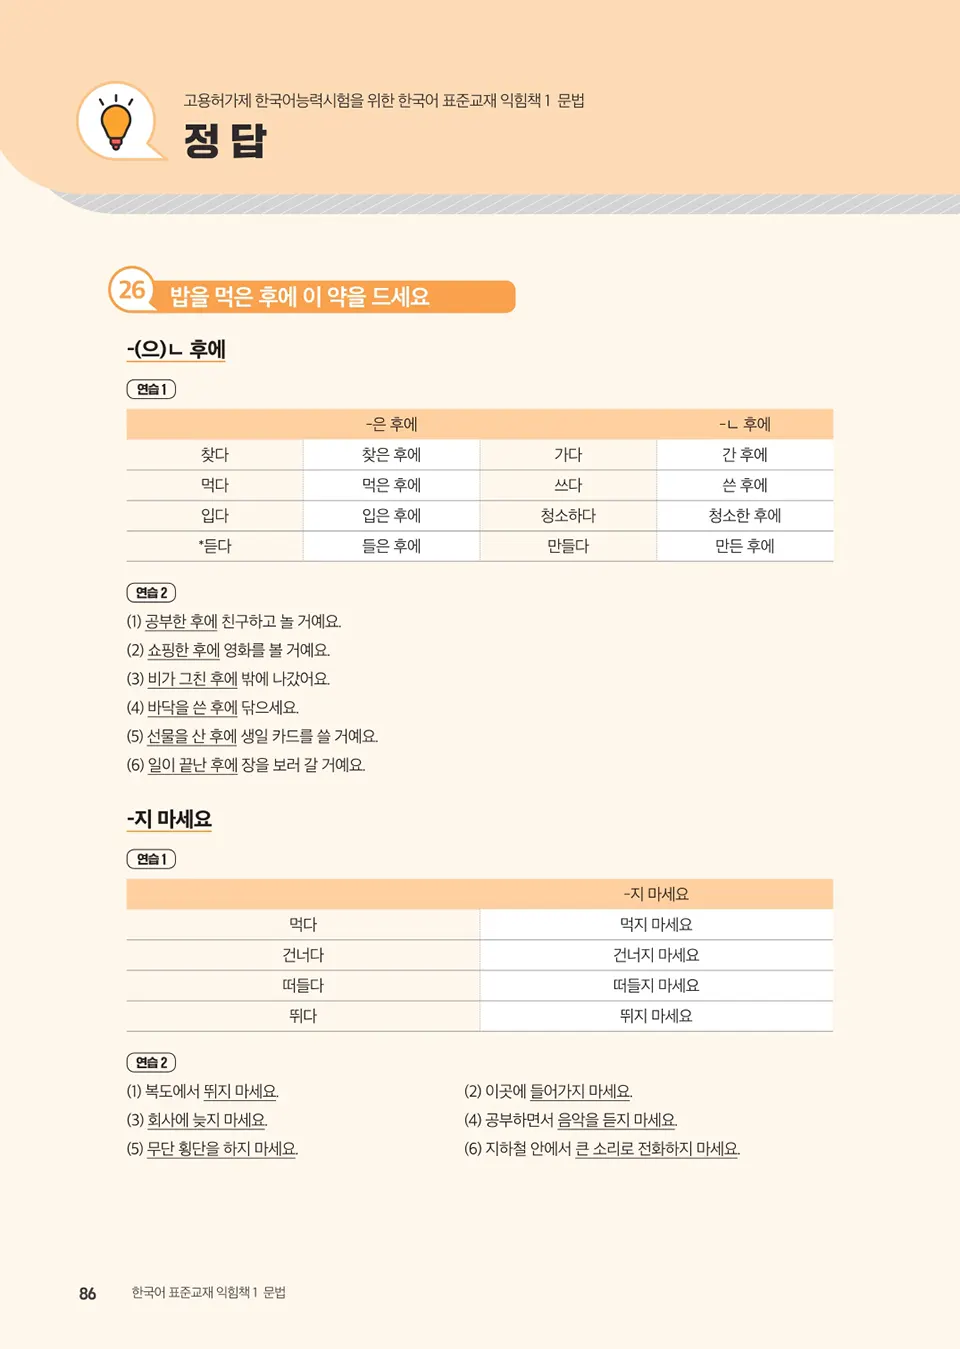 고용허가제 한국어능력시험을 위한 한국어 표준교재 익힘책 1 문법
정답
26 밥을 먹은 후에 이 약을 드세요
-(으)ㄴ 후에
연습 1
-은 후에 -ㄴ 후에
찾다 찾은 후에 가다 간 후에
먹다 먹은 후에 쓰다 쓴 후에
입다 입은 후에 청소하다 청소한 후에
*듣다 들은 후에 만들다 만든 후에
연습 2
(1) 공부한 후에 친구하고 놀 거예요.
(2) 쇼핑한 후에 영화를 볼 거예요.
(3) 비가 그친 후에 밖에 나갔어요.
(4) 바닥을 쓴 후에 닦으세요.
(5) 선물을 산 후에 생일 카드를 쓸 거예요.
(6) 일이 끝난 후에 장을 보러 갈 거예요.
-지 마세요
연습 1
-지 마세요
먹다 먹지 마세요
건너다 건너지 마세요
떠들다 떠들지 마세요
뛰다 뛰지 마세요
연습 2
(1) 복도에서 뛰지 마세요. (2) 이곳에 들어가지 마세요.
(3) 회사에 늦지 마세요. (4) 공부하면서 음악을 듣지 마세요.
(5) 무단 횡단을 하지 마세요. (6) 지하철 안에서 큰 소리로 전화하지 마세요.
86 한국어 표준교재 익힘책 1 문법